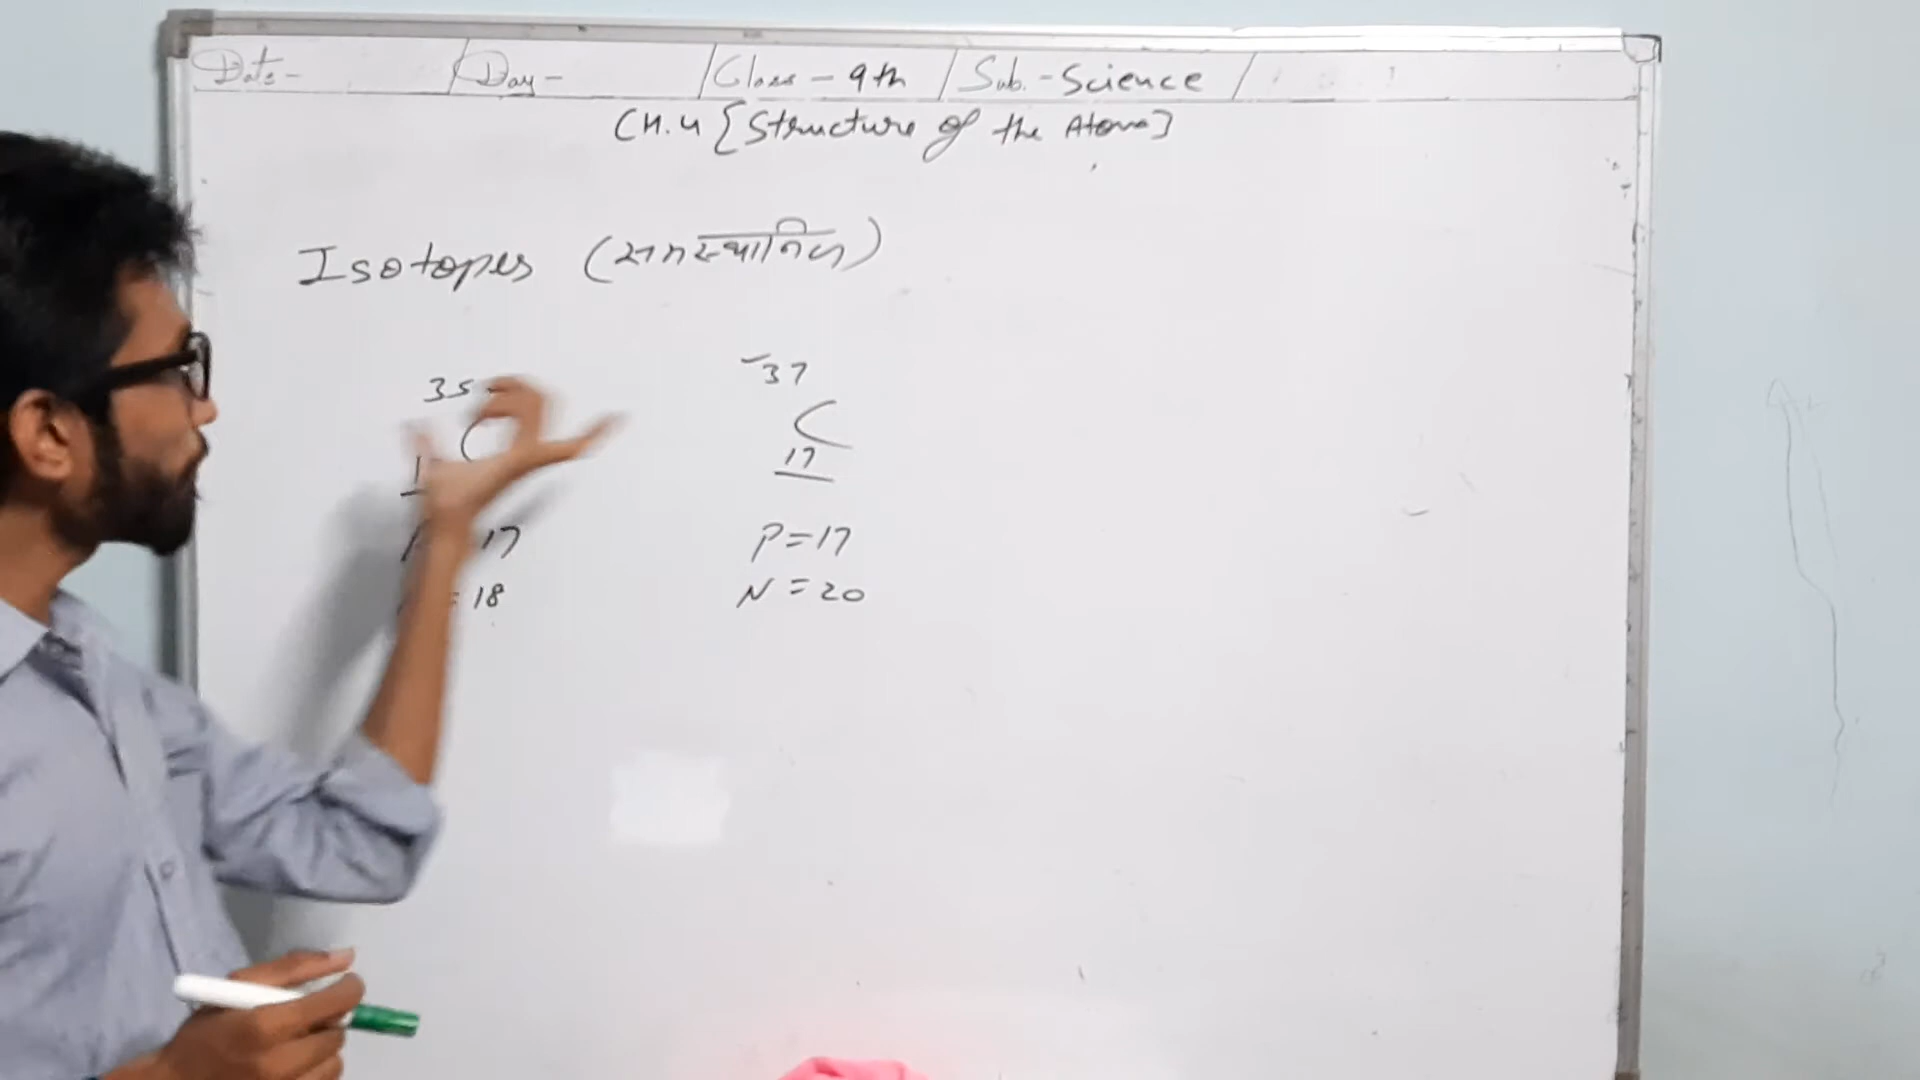 Date- / Day- / Class - 9th / Sub. - Science /
CH.4 [Structure of the Atom]
Isotopes (समस्थानिक)
35 37
C C
17
17 P=17
= 18 N = 20